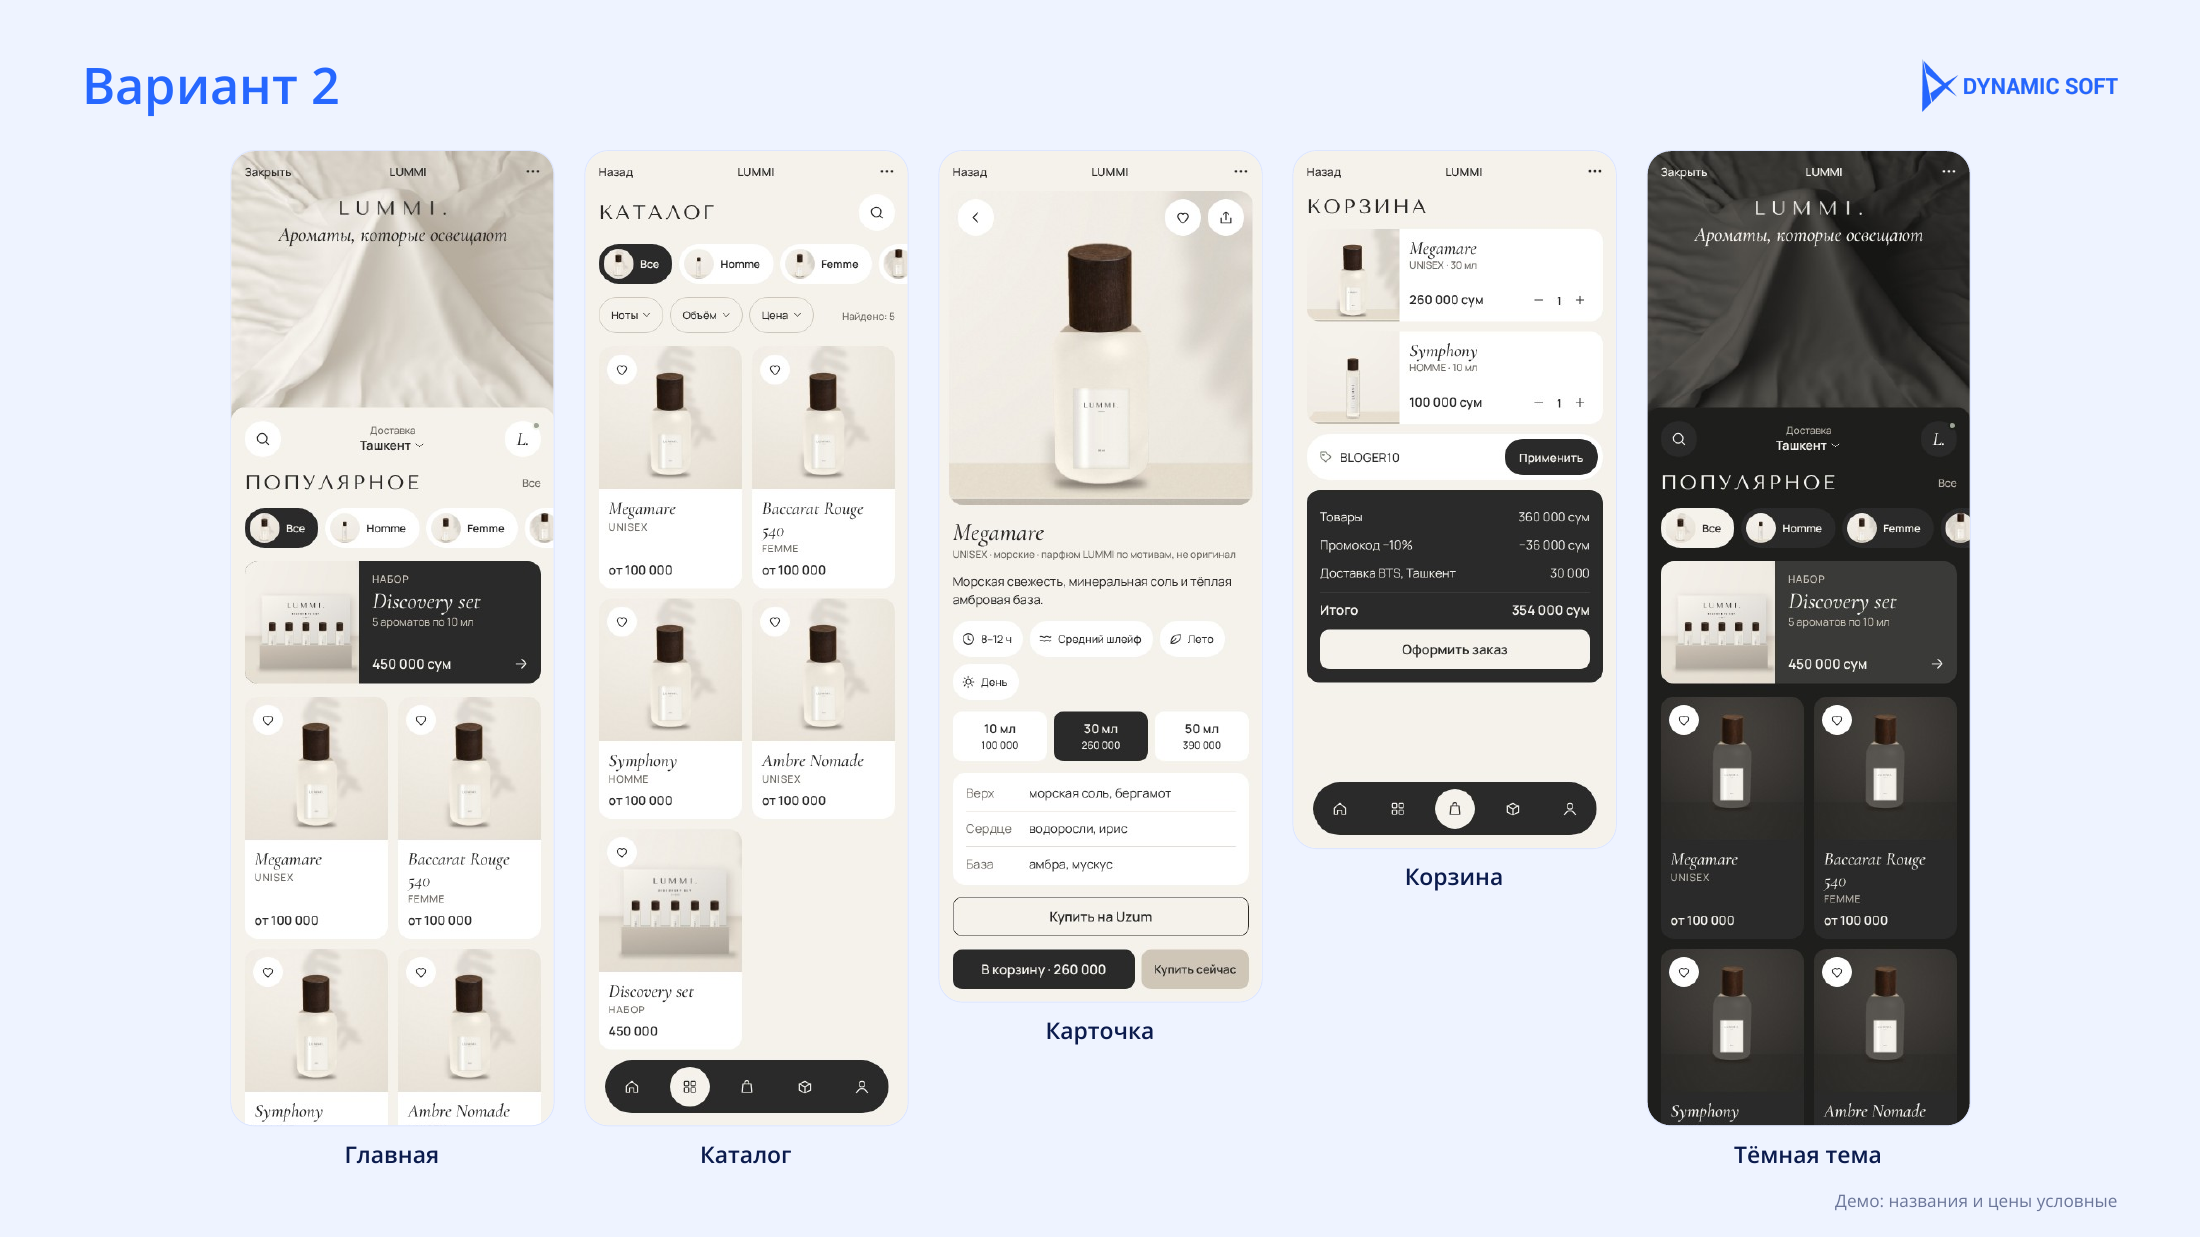 Вариант 2
DYNAMIC SOFT
Закрыть
LUMMI
LUMMI.
Ароматы, которые освещают
Доставка
Ташкент
L.
ПОПУЛЯРНОЕ
Все
Все
Homme
Femme
LUMMI.
НАБОР
Discovery set
5 ароматов по 10 мл
450 000 сум
Megamare
UNISEX
от 100 000
Baccarat Rouge
540
FEMME
от 100 000
Symphony
Ambre Nomade
Главная
Назад
LUMMI
КАТАЛОГ
Все
Homme
Femme
Ноты
Объём
Цена
Найдено: 5
Megamare
UNISEX
от 100 000
Baccarat Rouge
540
FEMME
от 100 000
Symphony
HOMME
от 100 000
Ambre Nomade
UNISEX
от 100 000
LUMMI.
Discovery set
НАБОР
450 000
Каталог
Назад
LUMMI
LUMMI.
Megamare
UNISEX · морские · парфюм LUMMI по мотивам, не оригинал
Морская свежесть, минеральная соль и тёплая
амбровая база.
8–12 ч
Средний шлейф
Лето
День
10 мл
100 000
30 мл
260 000
50 мл
390 000
Верх
морская соль, бергамот
Сердце
водоросли, ирис
База
амбра, мускус
Купить на Uzum
В корзину · 260 000
Купить сейчас
Карточка
Назад
LUMMI
КОРЗИНА
Megamare
UNISEX · 30 мл
260 000 сум
1
Symphony
HOMME · 10 мл
100 000 сум
1
BLOGER10
Применить
Товары
360 000 сум
Промокод −10%
−36 000 сум
Доставка BTS, Ташкент
30 000
Итого
354 000 сум
Оформить заказ
Корзина
Закрыть
LUMMI
LUMMI.
Ароматы, которые освещают
Доставка
Ташкент
L.
ПОПУЛЯРНОЕ
Все
Все
Homme
Femme
LUMMI.
НАБОР
Discovery set
5 ароматов по 10 мл
450 000 сум
Megamare
UNISEX
от 100 000
Baccarat Rouge
540
FEMME
от 100 000
Symphony
Ambre Nomade
Тёмная тема
Демо: названия и цены условные